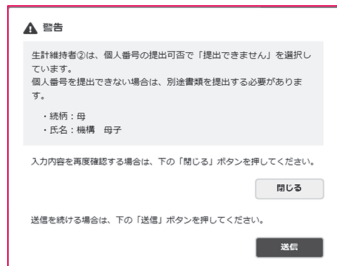 警告
生計維持者②は、個人番号の提出可否で「提出できません」を選択し
ています。
個人番号を提出できない場合は、別途書類を提出する必要がありま
す。
・続柄：母
・氏名：機構　母子
入力内容を再度確認する場合は、下の「閉じる」ボタンを押してください。
閉じる
送信を続ける場合は、下の「送信」ボタンを押してください。
送信